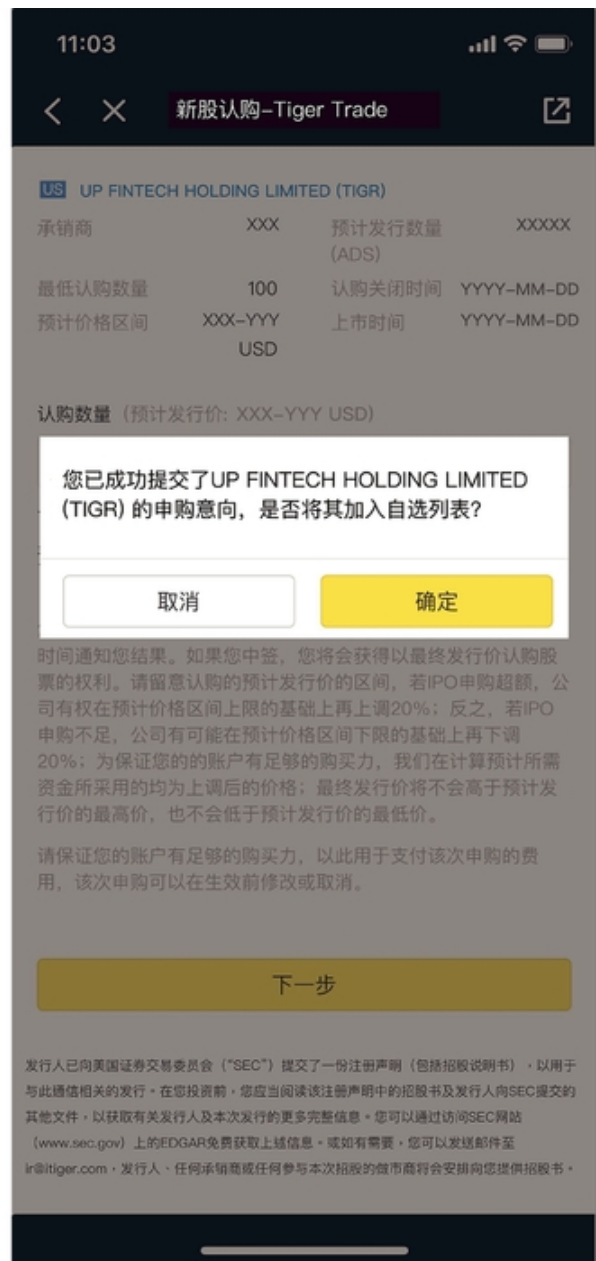 11:03
新股认购-Tiger Trade
US UP FINTECH HOLDING LIMITED (TIGR)
承销商 XXX 预计发行数量 XXXXX
(ADS)
最低认购数量 100 认购关闭时间 YYYY-MM-DD
预计价格区间 XXX-YYY 上市时间 YYYY-MM-DD
USD
认购数量（预计发行价: XXX-YYY USD)
您已成功提交了UP FINTECH HOLDING LIMITED
(TIGR) 的申购意向，是否将其加入自选列表?
取消 确定
时间通知您结果。如果您中签，您将会获得以最终发行价认购股
票的权利。请留意认购的预计发行价的区间，若IPO申购超额，公
司有权在预计价格区间上限的基础上再上调20%；反之，若IPO
申购不足，公司有可能在预计价格区间下限的基础上再下调
20%；为保证您的的账户有足够的购买力，我们在计算预计所需
资金所采用的均为上调后的价格；最终发行价将不会高于预计发
行价的最高价，也不会低于预计发行价的最低价。
请保证您的账户有足够的购买力，以此用于支付该次申购的费
用，该次申购可以在生效前修改或取消。
下一步
发行人已向美国证券交易委员会（“SEC”）提交了一份注册声明（包括招股说明书），以用于
与此通信相关的发行。在您投资前，您应当阅读该注册声明中的招股书及发行人向SEC提交的
其他文件，以获取有关发行人及本次发行的更多完整信息。您可以通过访问SEC网站
（www.sec.gov）上的EDGAR免费获取上述信息。或如有需要，您可以发送邮件至
ir@itiger.com，发行人、任何承销商或任何参与本次招股的做市商将会安排向您提供招股书。